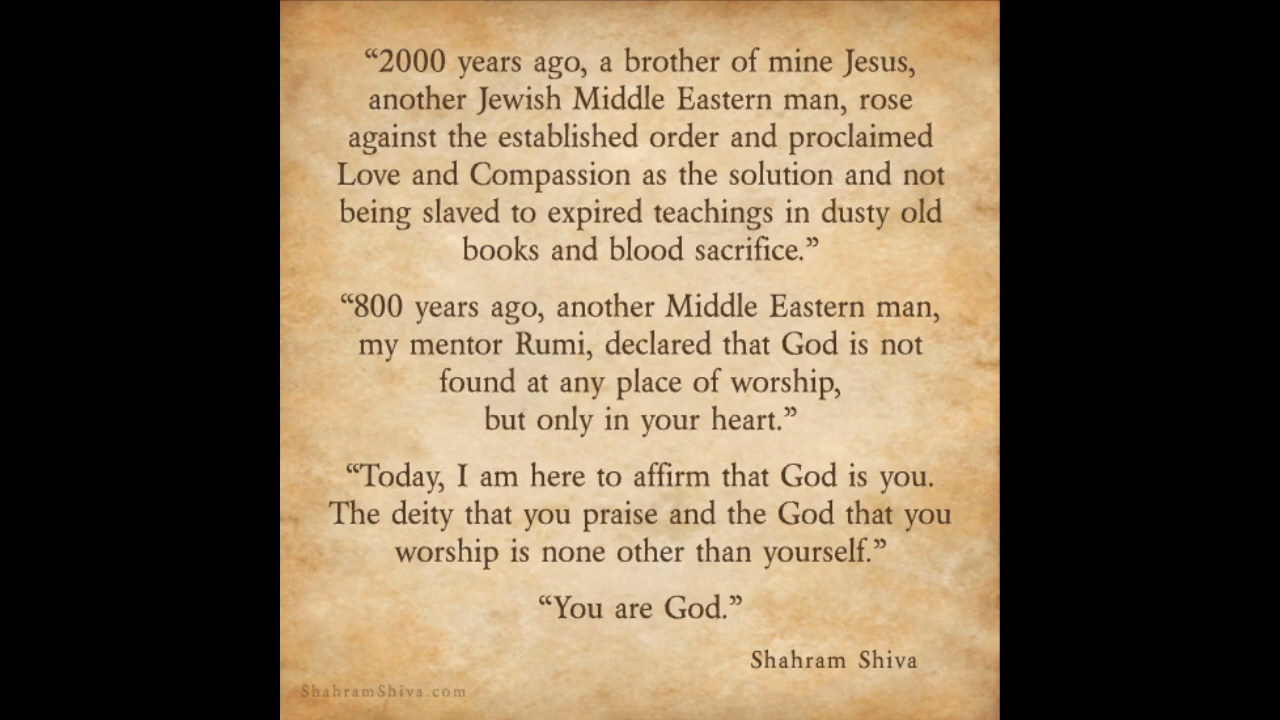 “2000 years ago, a brother of mine Jesus,
another Jewish Middle Eastern man, rose
against the established order and proclaimed
Love and Compassion as the solution and not
being slaved to expired teachings in dusty old
books and blood sacrifice.”
“800 years ago, another Middle Eastern man,
my mentor Rumi, declared that God is not
found at any place of worship,
but only in your heart.”
“Today, I am here to affirm that God is you.
The deity that you praise and the God that you
worship is none other than yourself.”
“You are God.”
Shahram Shiva
ShahramShiva.com